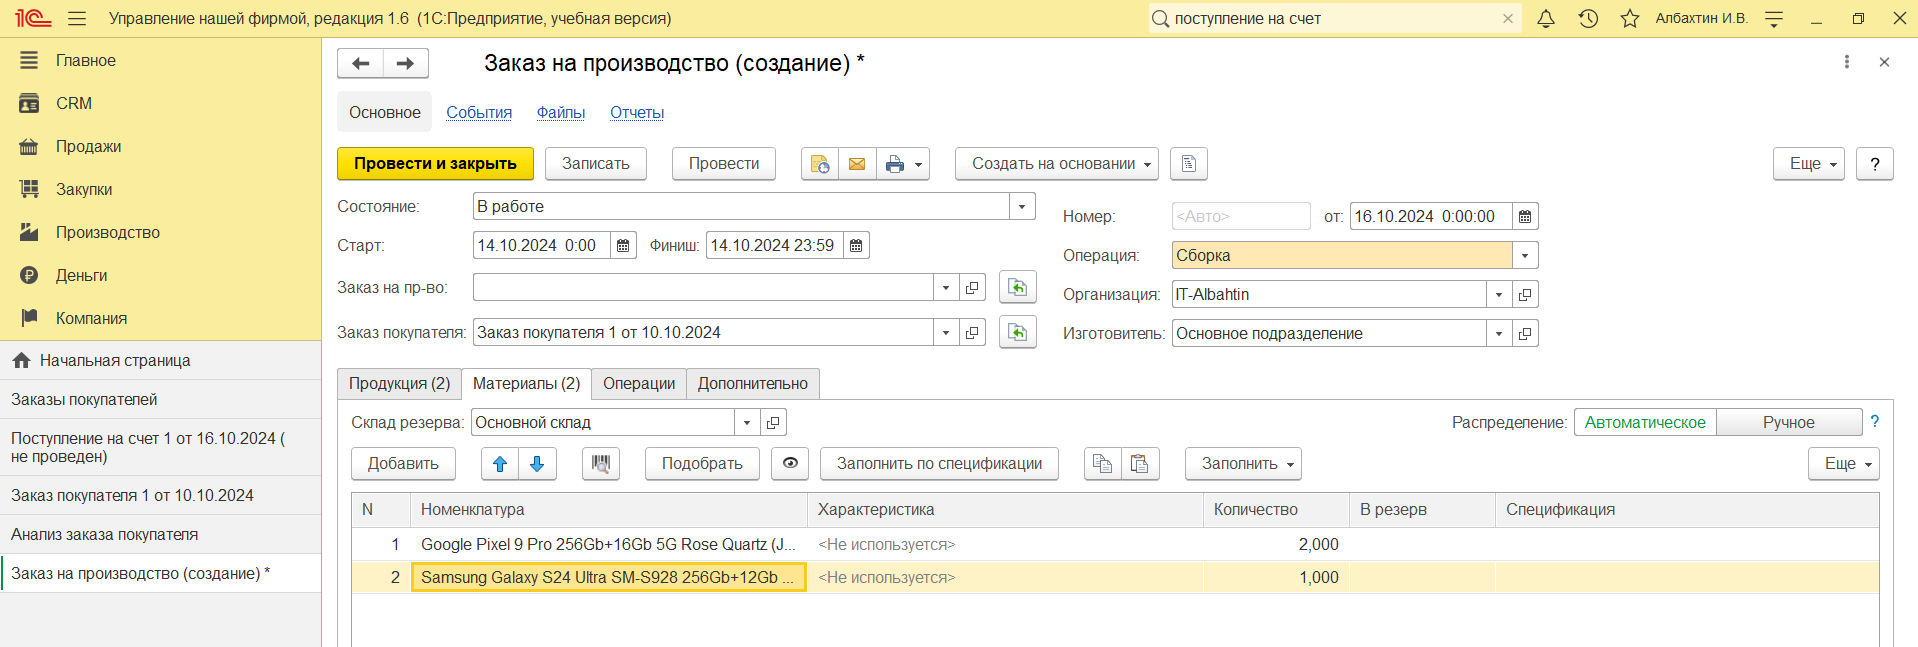 1С Управление нашей фирмой, редакция 1.6 (1С:Предприятие, учебная версия) поступление на счет Албахтин И.В.
Главное
CRM
Продажи
Закупки
Производство
Деньги
Компания
Начальная страница
Заказы покупателей
Поступление на счет 1 от 16.10.2024 (
не проведен)
Заказ покупателя 1 от 10.10.2024
Анализ заказа покупателя
Заказ на производство (создание) *
Заказ на производство (создание) *
Основное События Файлы Отчеты
Провести и закрыть Записать Провести Создать на основании Еще ?
Состояние: В работе
Номер: <Авто> от: 16.10.2024 0:00:00
Старт: 14.10.2024 0:00 Финиш: 14.10.2024 23:59
Операция: Сборка
Заказ на пр-во:
Организация: IT-Albahtin
Заказ покупателя: Заказ покупателя 1 от 10.10.2024
Изготовитель: Основное подразделение
Продукция (2) Материалы (2) Операции Дополнительно
Склад резерва: Основной склад Распределение: Автоматическое Ручное ?
Добавить Подобрать Заполнить по спецификации Заполнить Еще
N Номенклатура Характеристика Количество В резерв Спецификация
1 Google Pixel 9 Pro 256Gb+16Gb 5G Rose Quartz (J... <Не используется> 2,000
2 Samsung Galaxy S24 Ultra SM-S928 256Gb+12Gb ... <Не используется> 1,000